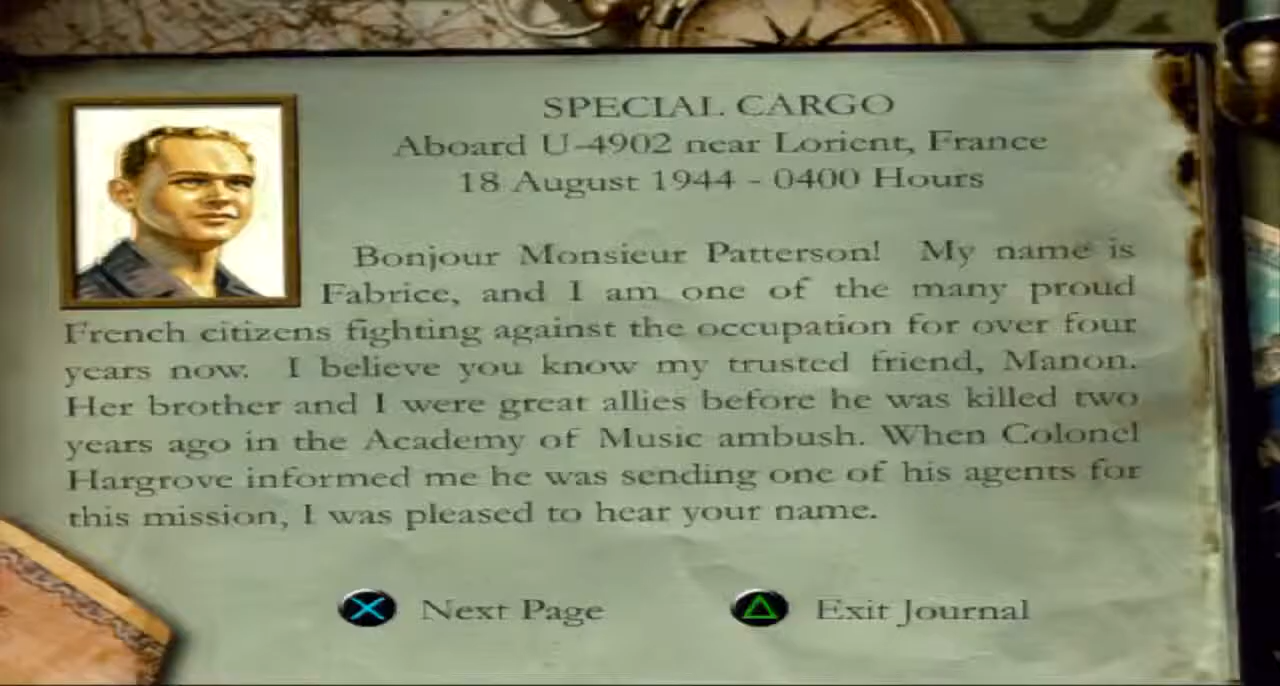 SPECIAL CARGO
Aboard U-4902 near Lorient, France
18 August 1944 - 0400 Hours
Bonjour Monsieur Patterson! My name is
Fabrice, and I am one of the many proud
French citizens fighting against the occupation for over four
years now. I believe you know my trusted friend, Manon.
Her brother and I were great allies before he was killed two
years ago in the Academy of Music ambush. When Colonel
Hargrove informed me he was sending one of his agents for
this mission, I was pleased to hear your name.
Next Page
Exit Journal